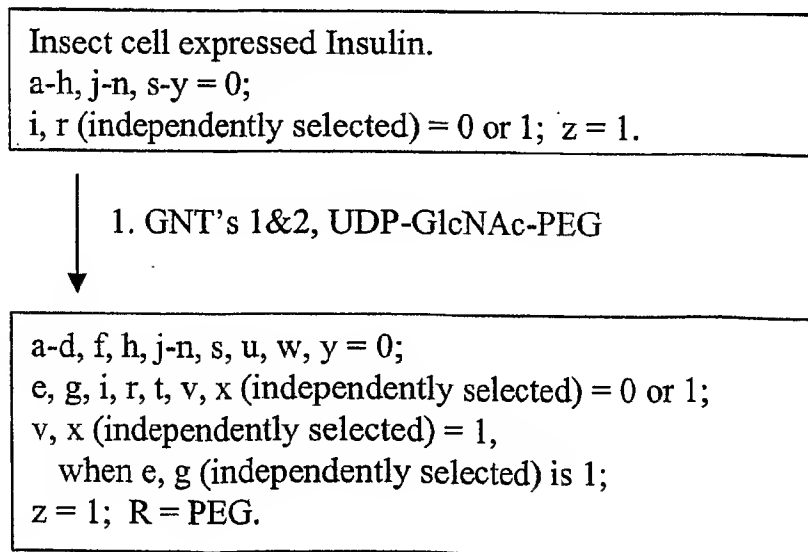 Insect cell expressed Insulin.
a-h, j-n, s-y = 0;
i, r (independently selected) = 0 or 1; z = 1.
1. GNT's 1&2, UDP-GlcNAc-PEG
a-d, f, h, j-n, s, u, w, y = 0;
e, g, i, r, t, v, x (independently selected) = 0 or 1;
v, x (independently selected) = 1,
when e, g (independently selected) is 1;
z = 1; R = PEG.